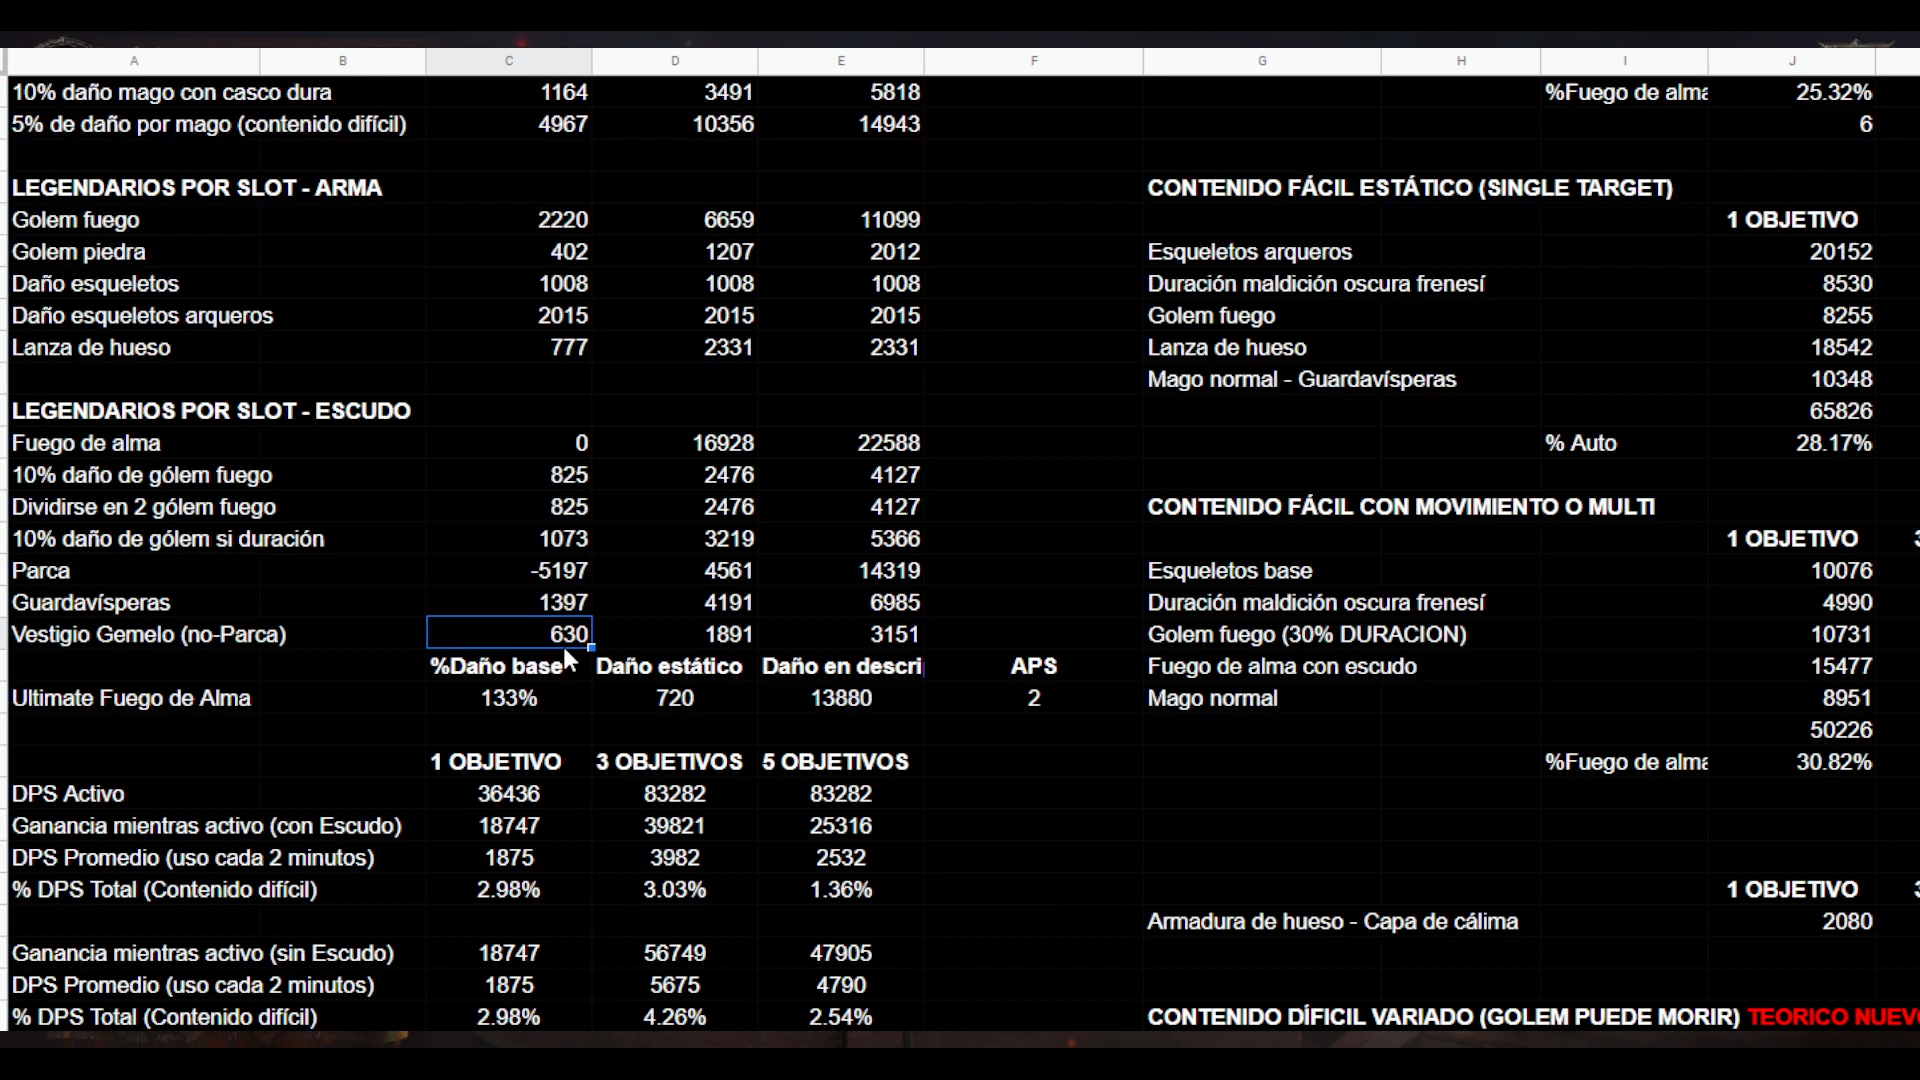 A B C D E F G H I J
10% daño mago con casco dura 1164 3491 5818 %Fuego de alma 25.32%
5% de daño por mago (contenido difícil) 4967 10356 14943 6
LEGENDARIOS POR SLOT - ARMA CONTENIDO FÁCIL ESTÁTICO (SINGLE TARGET)
Golem fuego 2220 6659 11099 1 OBJETIVO
Golem piedra 402 1207 2012 Esqueletos arqueros 20152
Daño esqueletos 1008 1008 1008 Duración maldición oscura frenesí 8530
Daño esqueletos arqueros 2015 2015 2015 Golem fuego 8255
Lanza de hueso 777 2331 2331 Lanza de hueso 18542
Mago normal - Guardavísperas 10348
LEGENDARIOS POR SLOT - ESCUDO 65826
Fuego de alma 0 16928 22588 % Auto 28.17%
10% daño de gólem fuego 825 2476 4127
Dividirse en 2 gólem fuego 825 2476 4127 CONTENIDO FÁCIL CON MOVIMIENTO O MULTI
10% daño de gólem si duración 1073 3219 5366 1 OBJETIVO 3
Parca -5197 4561 14319 Esqueletos base 10076
Guardavísperas 1397 4191 6985 Duración maldición oscura frenesí 4990
Vestigio Gemelo (no-Parca) 630 1891 3151 Golem fuego (30% DURACION) 10731
%Daño base Daño estático Daño en descri APS Fuego de alma con escudo 15477
Ultimate Fuego de Alma 133% 720 13880 2 Mago normal 8951
50226
1 OBJETIVO 3 OBJETIVOS 5 OBJETIVOS %Fuego de alma 30.82%
DPS Activo 36436 83282 83282
Ganancia mientras activo (con Escudo) 18747 39821 25316
DPS Promedio (uso cada 2 minutos) 1875 3982 2532
% DPS Total (Contenido difícil) 2.98% 3.03% 1.36% 1 OBJETIVO 3
Armadura de hueso - Capa de cálima 2080
Ganancia mientras activo (sin Escudo) 18747 56749 47905
DPS Promedio (uso cada 2 minutos) 1875 5675 4790
% DPS Total (Contenido difícil) 2.98% 4.26% 2.54% CONTENIDO DÍFICIL VARIADO (GOLEM PUEDE MORIR) TEORICO NUEVO